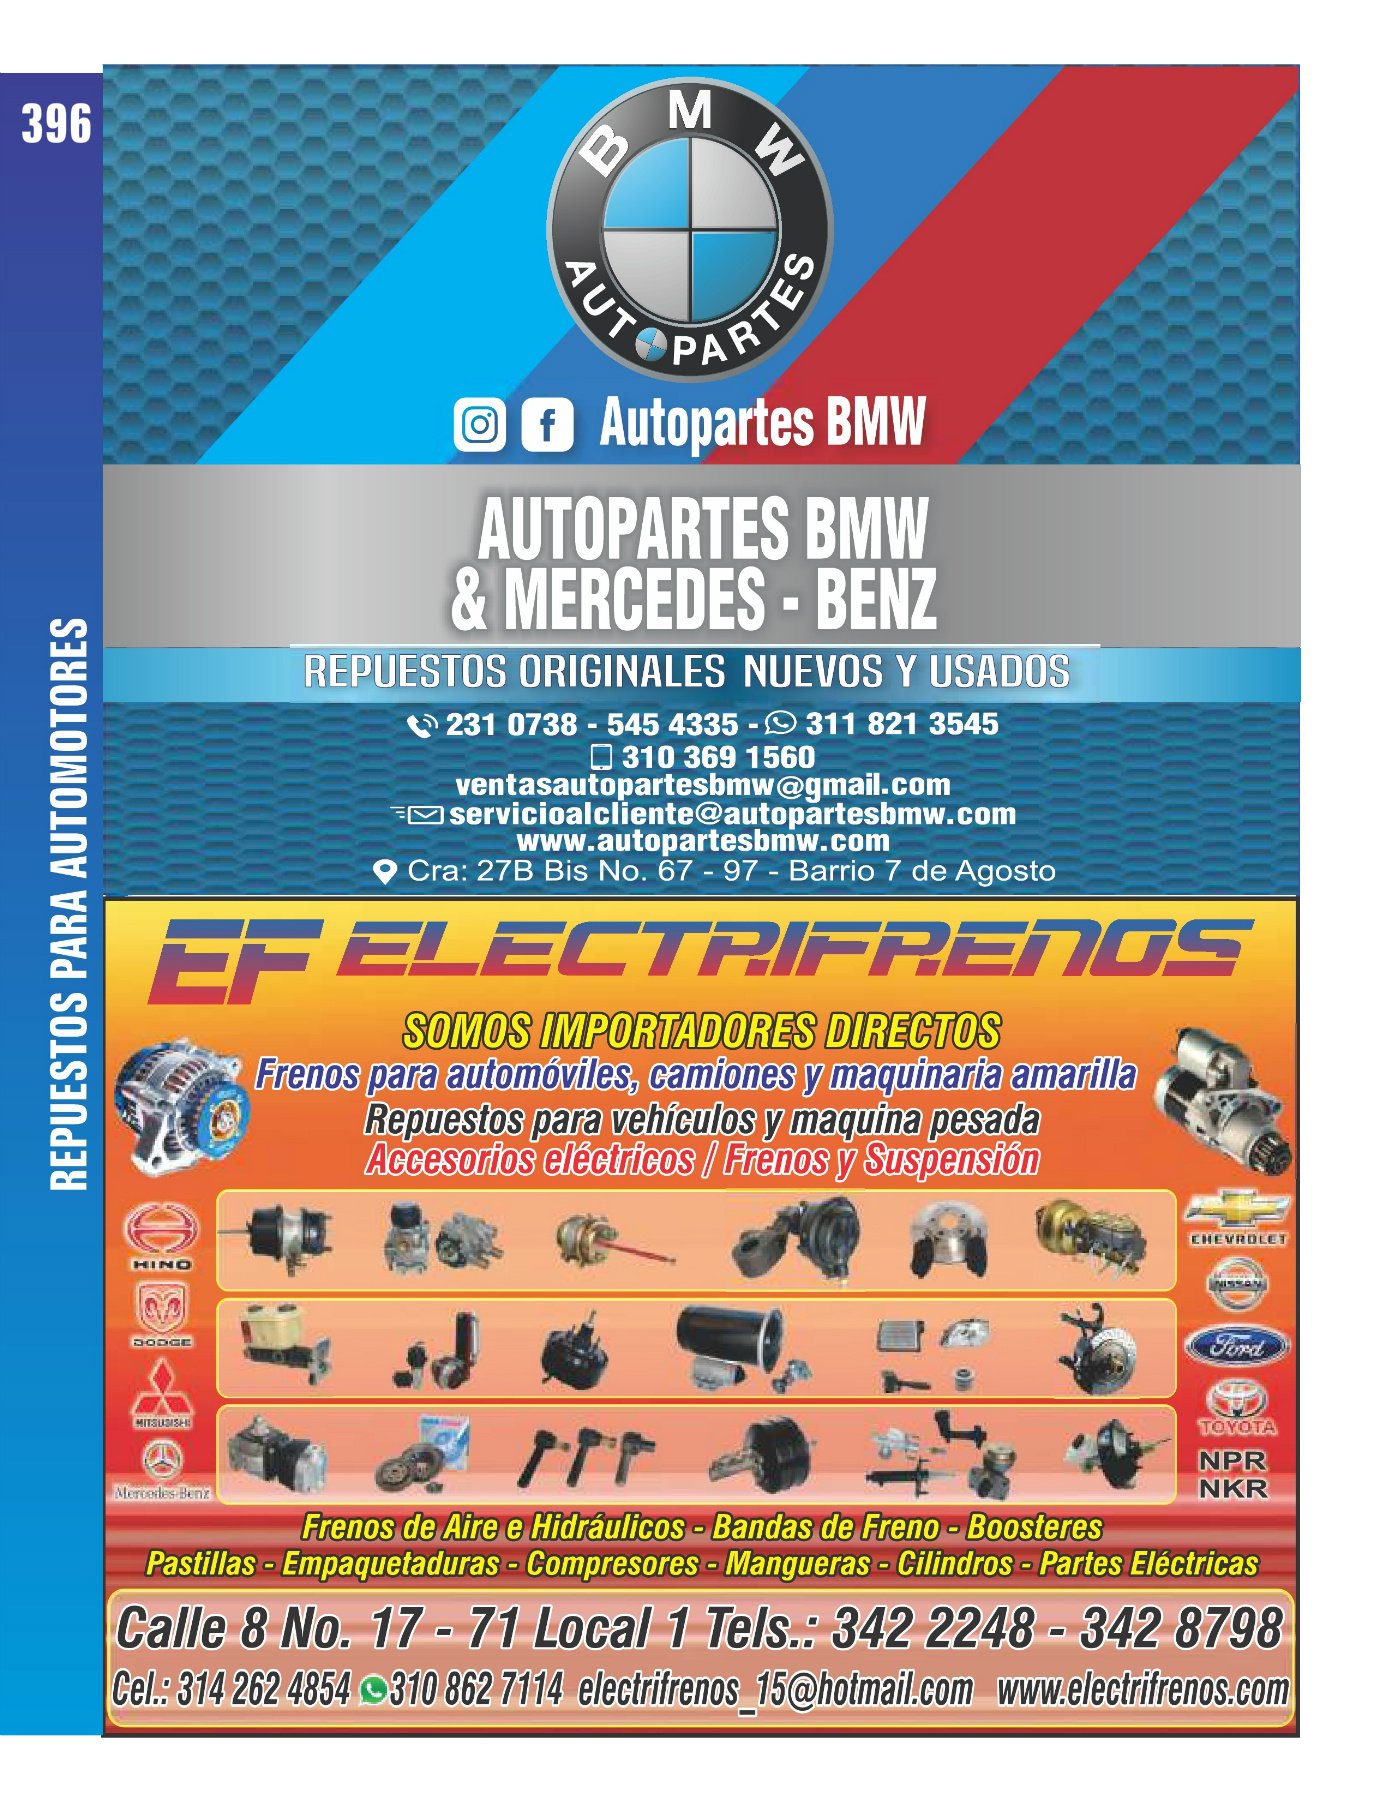 396
REPUESTOS PARA AUTOMOTORES
BMW
AUTOPARTES
Autopartes BMW
AUTOPARTES BMW
& MERCEDES - BENZ
REPUESTOS ORIGINALES NUEVOS Y USADOS
231 0738 - 545 4335 - 311 821 3545
310 369 1560
ventasautopartesbmw@gmail.com
servicioalcliente@autopartesbmw.com
www.autopartesbmw.com
Cra: 27B Bis No. 67 - 97 - Barrio 7 de Agosto
EF ELECTRIFRENOS
SOMOS IMPORTADORES DIRECTOS
Frenos para automóviles, camiones y maquinaria amarilla
Repuestos para vehículos y maquina pesada
Accesorios eléctricos / Frenos y Suspensión
HINO
DODGE
MITSUBISHI
Mercedes-Benz
CHEVROLET
NISSAN
Ford
TOYOTA
NPR
NKR
Frenos de Aire e Hidráulicos - Bandas de Freno - Boosteres
Pastillas - Empaquetaduras - Compresores - Mangueras - Cilindros - Partes Eléctricas
Calle 8 No. 17 - 71 Local 1 Tels.: 342 2248 - 342 8798
Cel.: 314 262 4854 310 862 7114 electrifrenos_15@hotmail.com www.electrifrenos.com